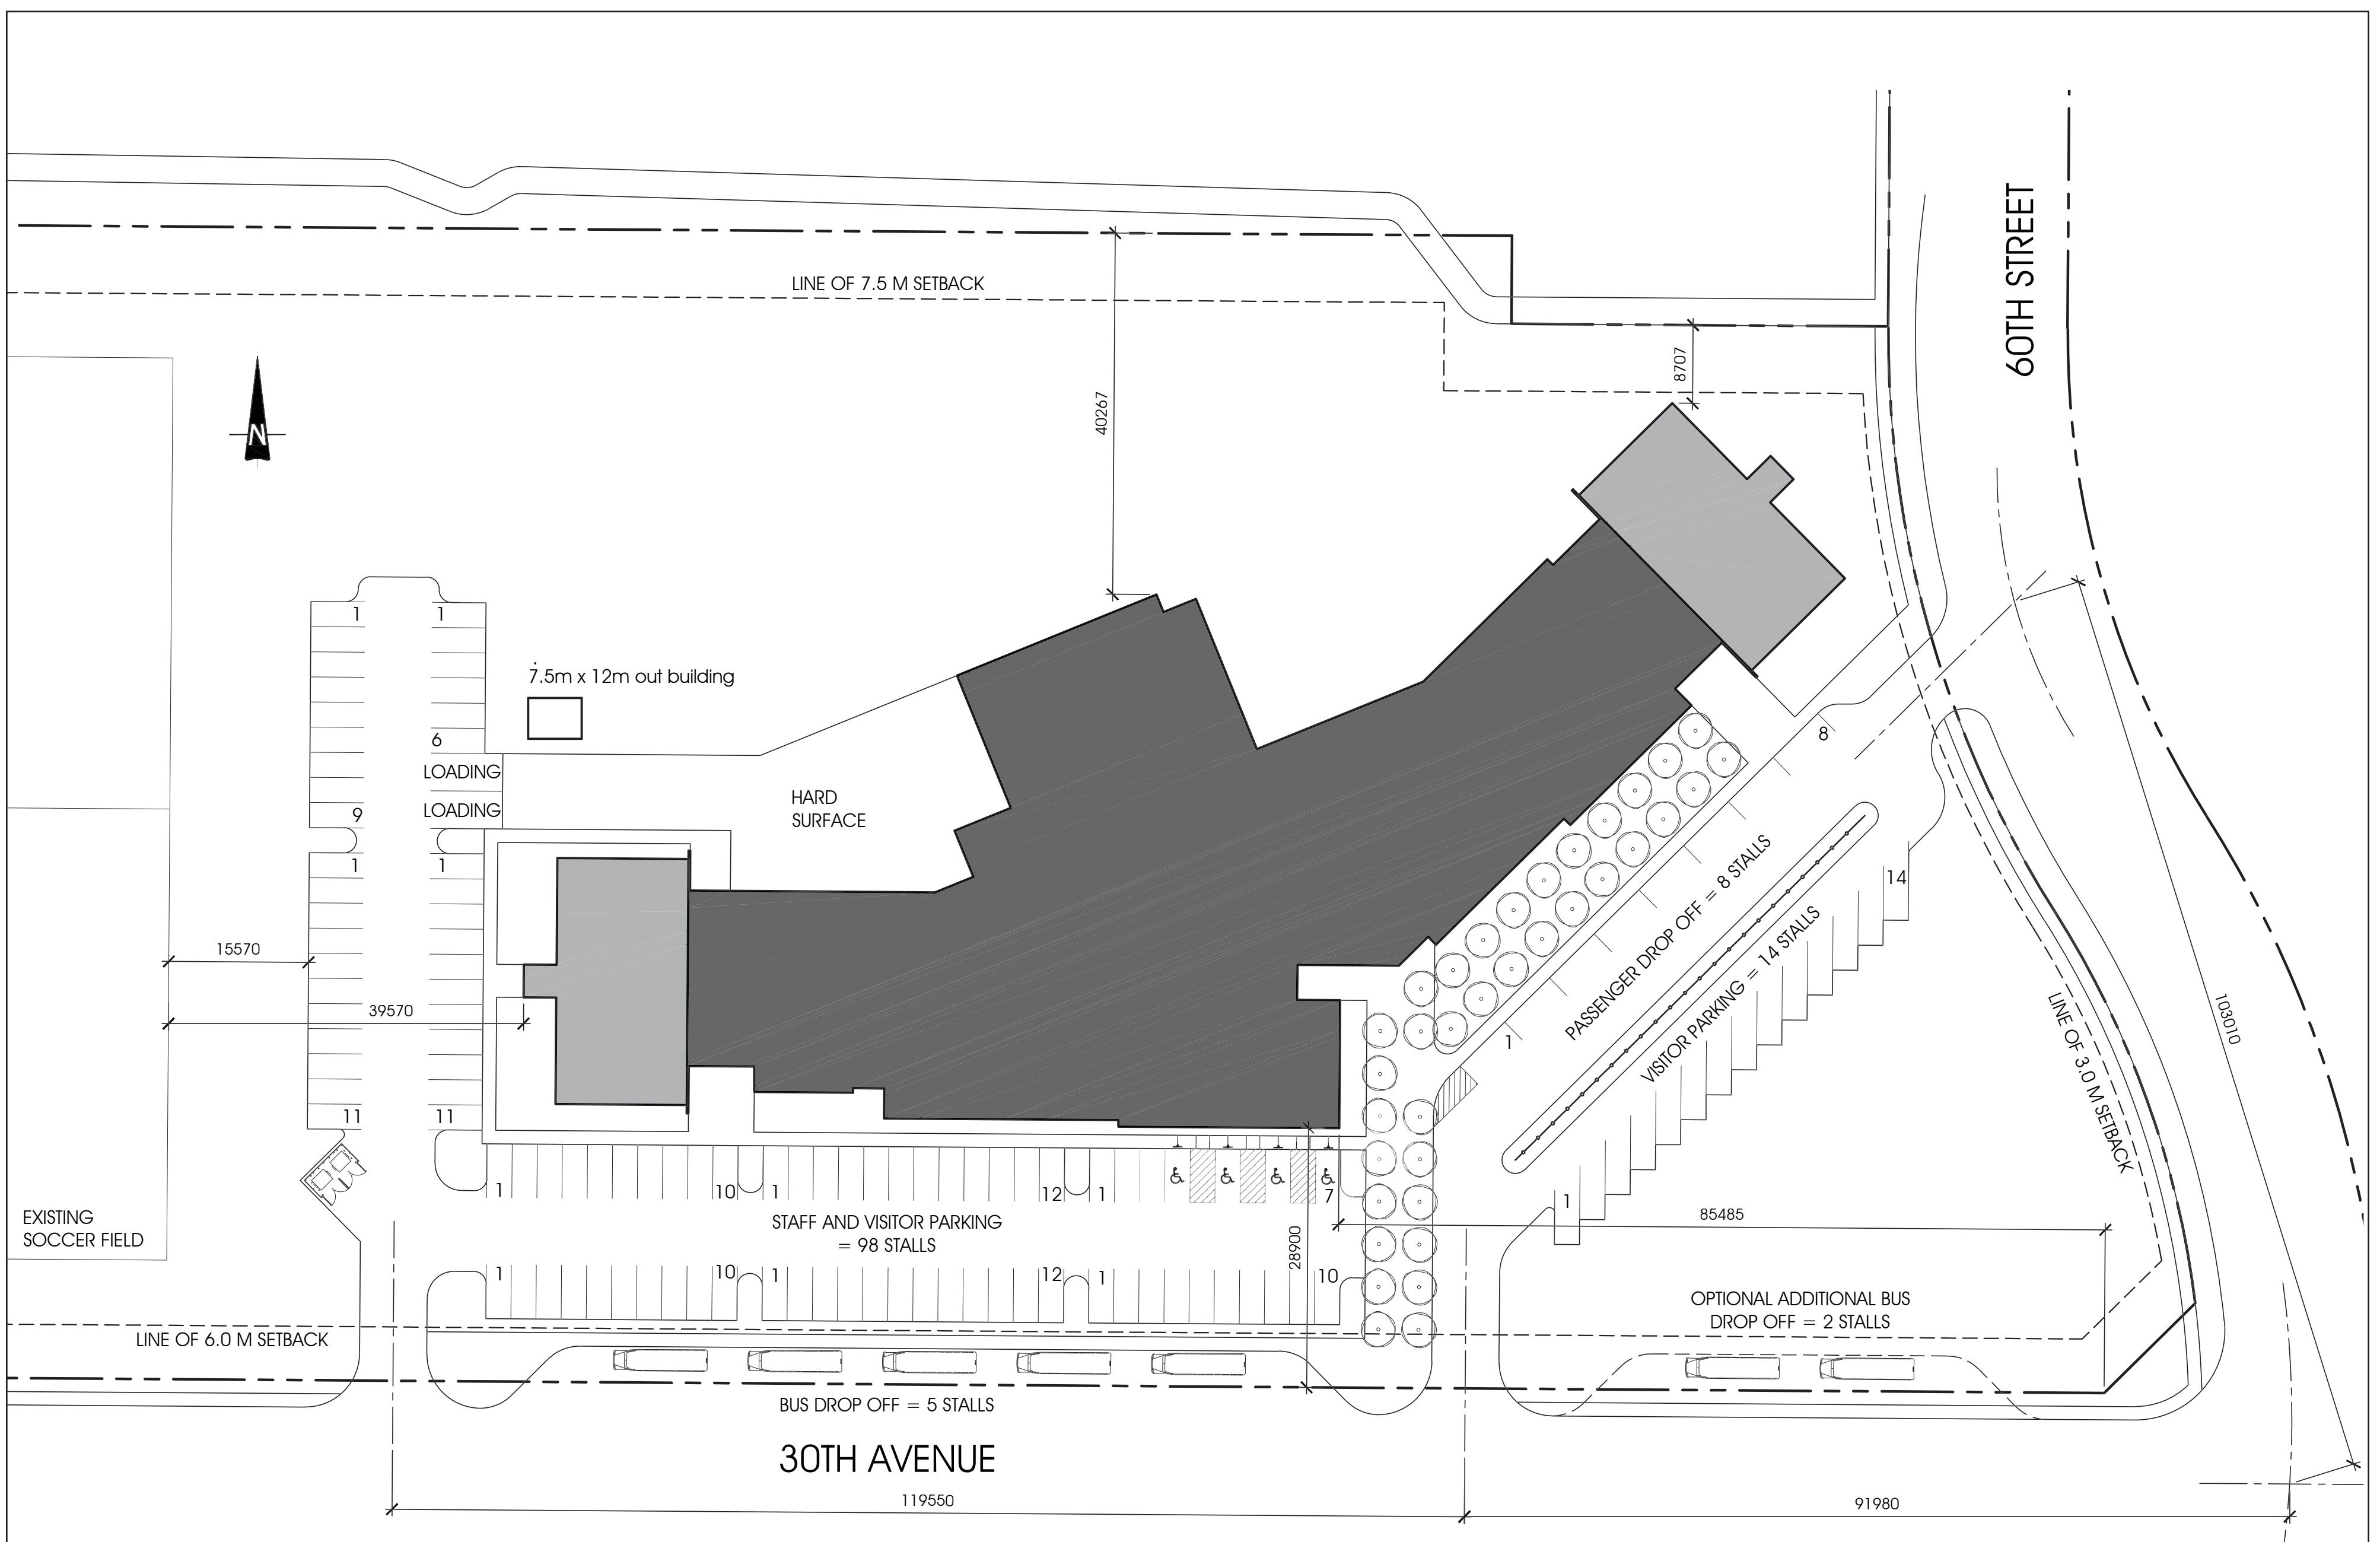 60TH STREET
LINE OF 7.5 M SETBACK
8707
40267
N
1
1
7.5m x 12m out building
6
8
LOADING
HARD
SURFACE
LOADING
9
1
1
PASSENGER DROP OFF = 8 STALLS
14
VISITOR PARKING = 14 STALLS
15570
39570
1
103010
LINE OF 3.0 M SETBACK
11
11
1
10
1
12
1
7
1
EXISTING
SOCCER FIELD
STAFF AND VISITOR PARKING
= 98 STALLS
85485
28900
1
10
1
12
1
10
OPTIONAL ADDITIONAL BUS
DROP OFF = 2 STALLS
LINE OF 6.0 M SETBACK
BUS DROP OFF = 5 STALLS
30TH AVENUE
119550
91980